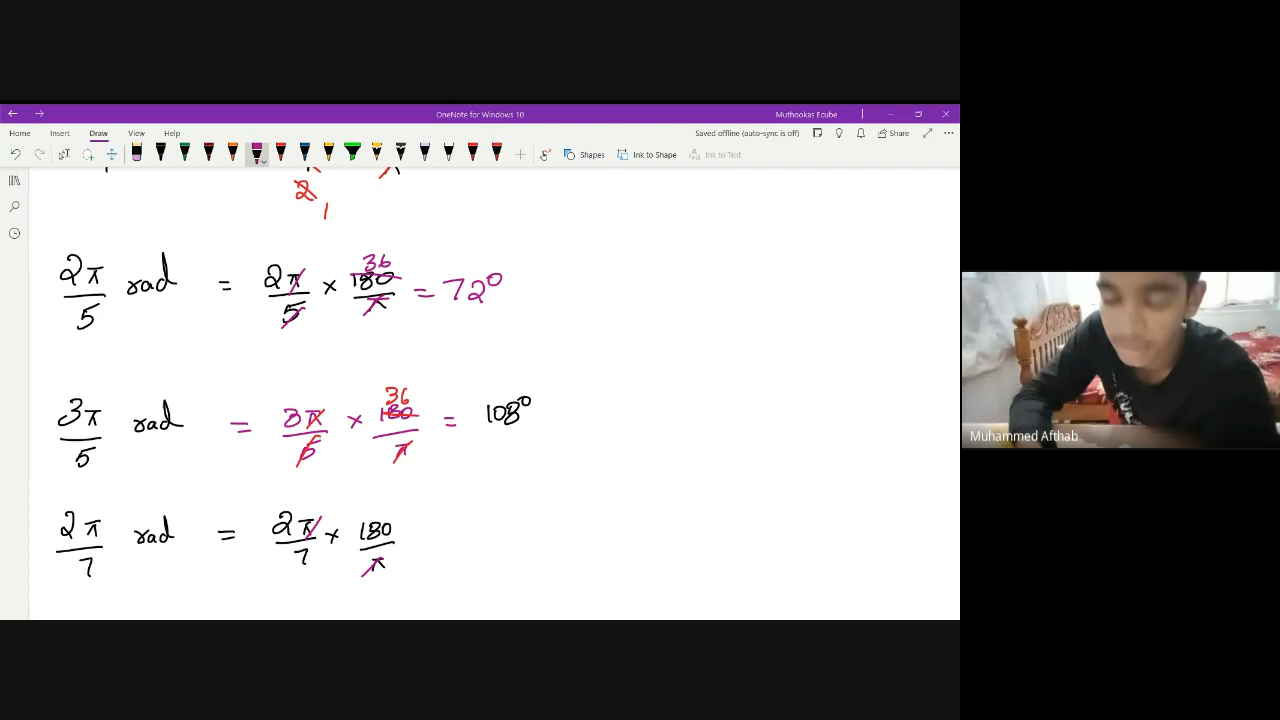 OneNote for Windows 10
Muthookas Ecube
Home Insert Draw View Help
Saved offline (auto-sync is off)
Share
Shapes
Ink to Shape
Ink to Text
2
1
2π/5 rad = 2π/5 × 180/π = 72°
36
3π/5 rad = 3π/5 × 180/π = 108°
36
2π/7 rad = 2π/7 × 180/π
Muhammed Afthab